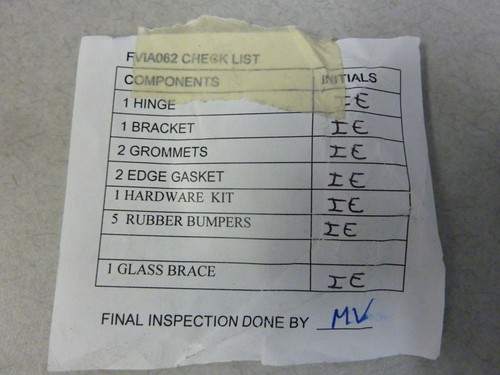 FVIA062 CHECK LIST
COMPONENTS INITIALS
1 HINGE IE
1 BRACKET IE
2 GROMMETS IE
2 EDGE GASKET IE
1 HARDWARE KIT IE
5 RUBBER BUMPERS IE
1 GLASS BRACE IE
FINAL INSPECTION DONE BY MV